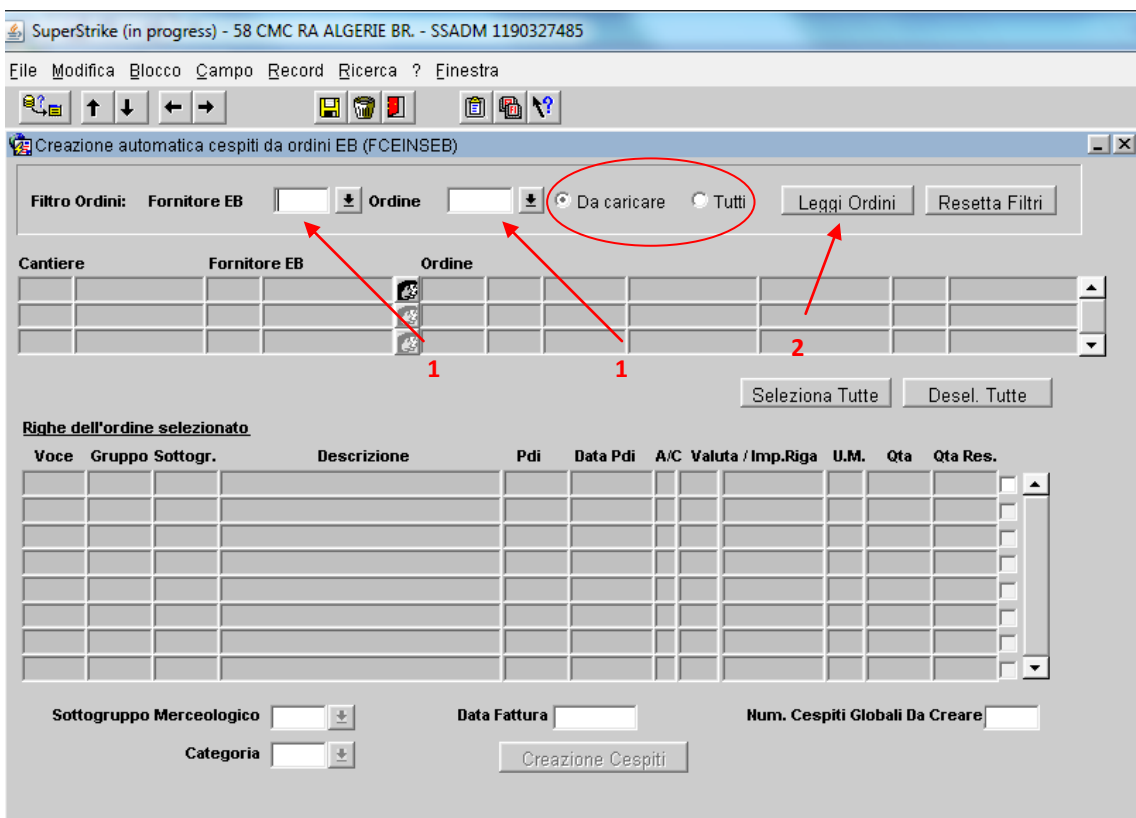 SuperStrike (in progress) - 58 CMC RA ALGERIE BR. - SSADM 1190327485
File Modifica Blocco Campo Record Ricerca ? Finestra
Creazione automatica cespiti da ordini EB (FCEINSEB)
Filtro Ordini: Fornitore EB Ordine Da caricare Tutti Leggi Ordini Resetta Filtri
Cantiere Fornitore EB Ordine
1 1 2
Seleziona Tutte Desel. Tutte
Righe dell'ordine selezionato
Voce Gruppo Sottogr. Descrizione Pdi Data Pdi A/C Valuta / Imp.Riga U.M. Qta Qta Res.
Sottogruppo Merceologico Data Fattura Num. Cespiti Globali Da Creare
Categoria Creazione Cespiti